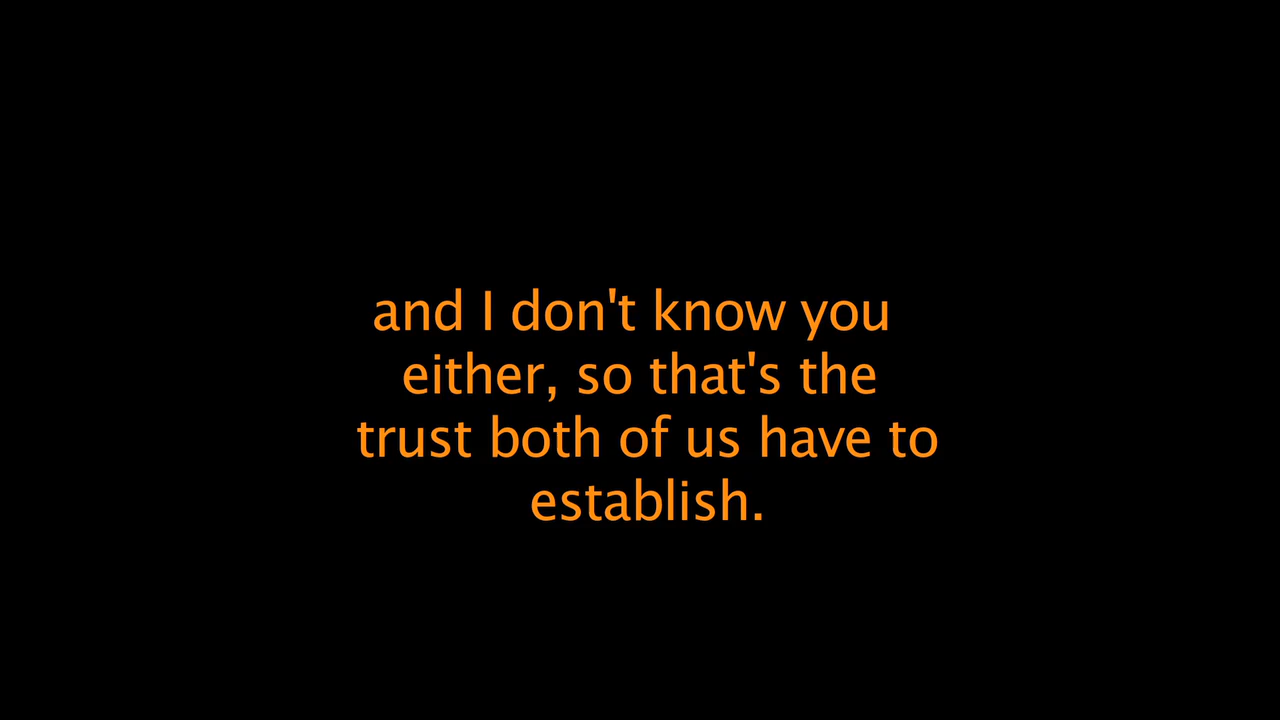 and I don't know you
either, so that's the
trust both of us have to
establish.